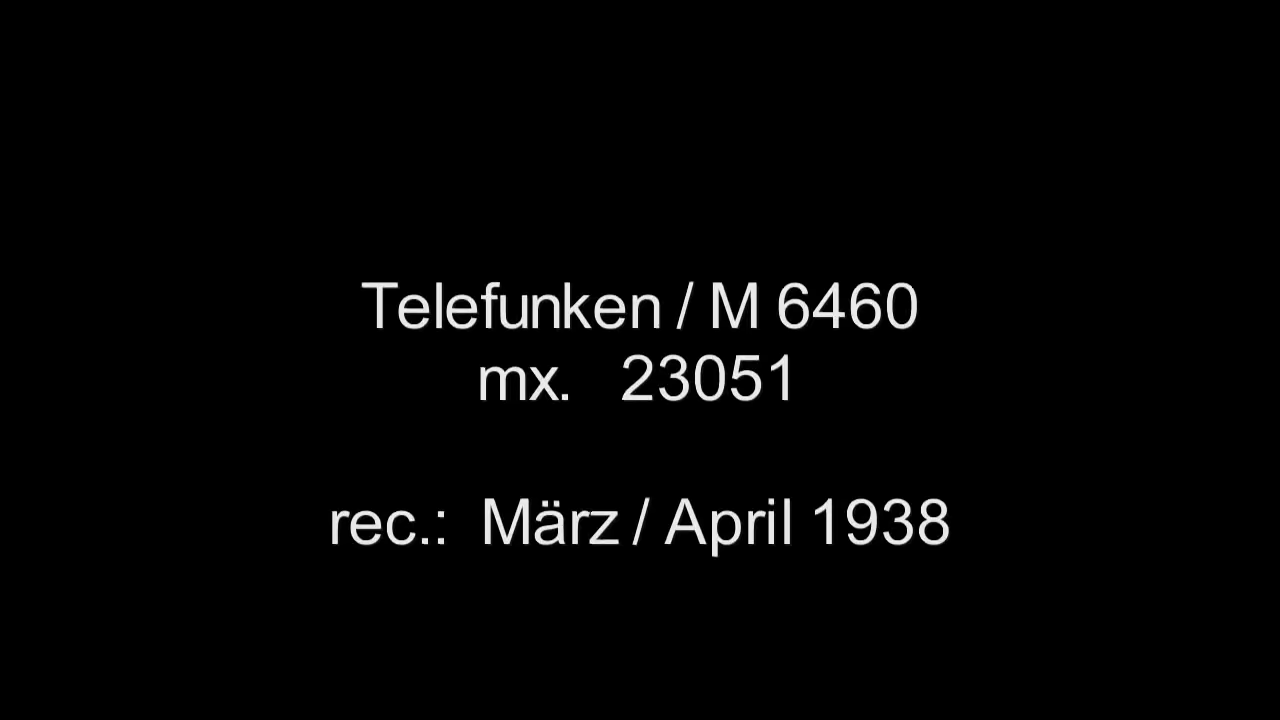 Telefunken / M 6460
mx. 23051
rec.: März / April 1938